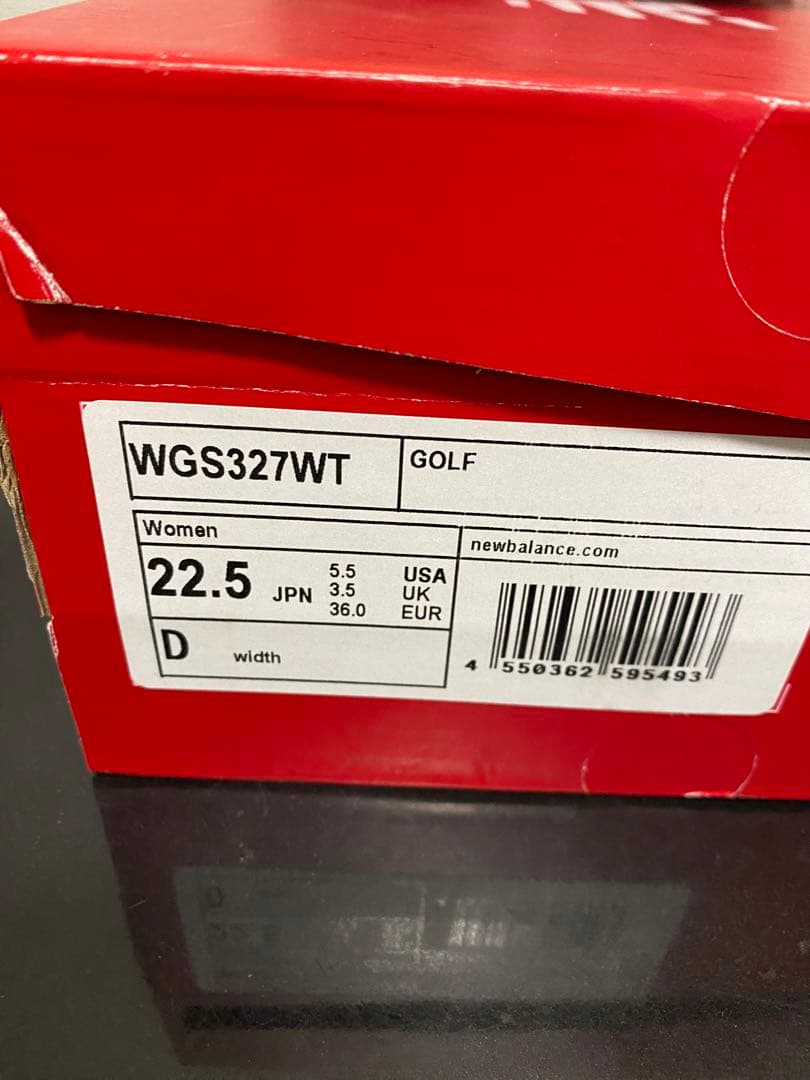 WGS327WT GOLF
Women
newbalance.com
22.5 JPN
5.5 USA
3.5 UK
36.0 EUR
D width
4 550362 595493